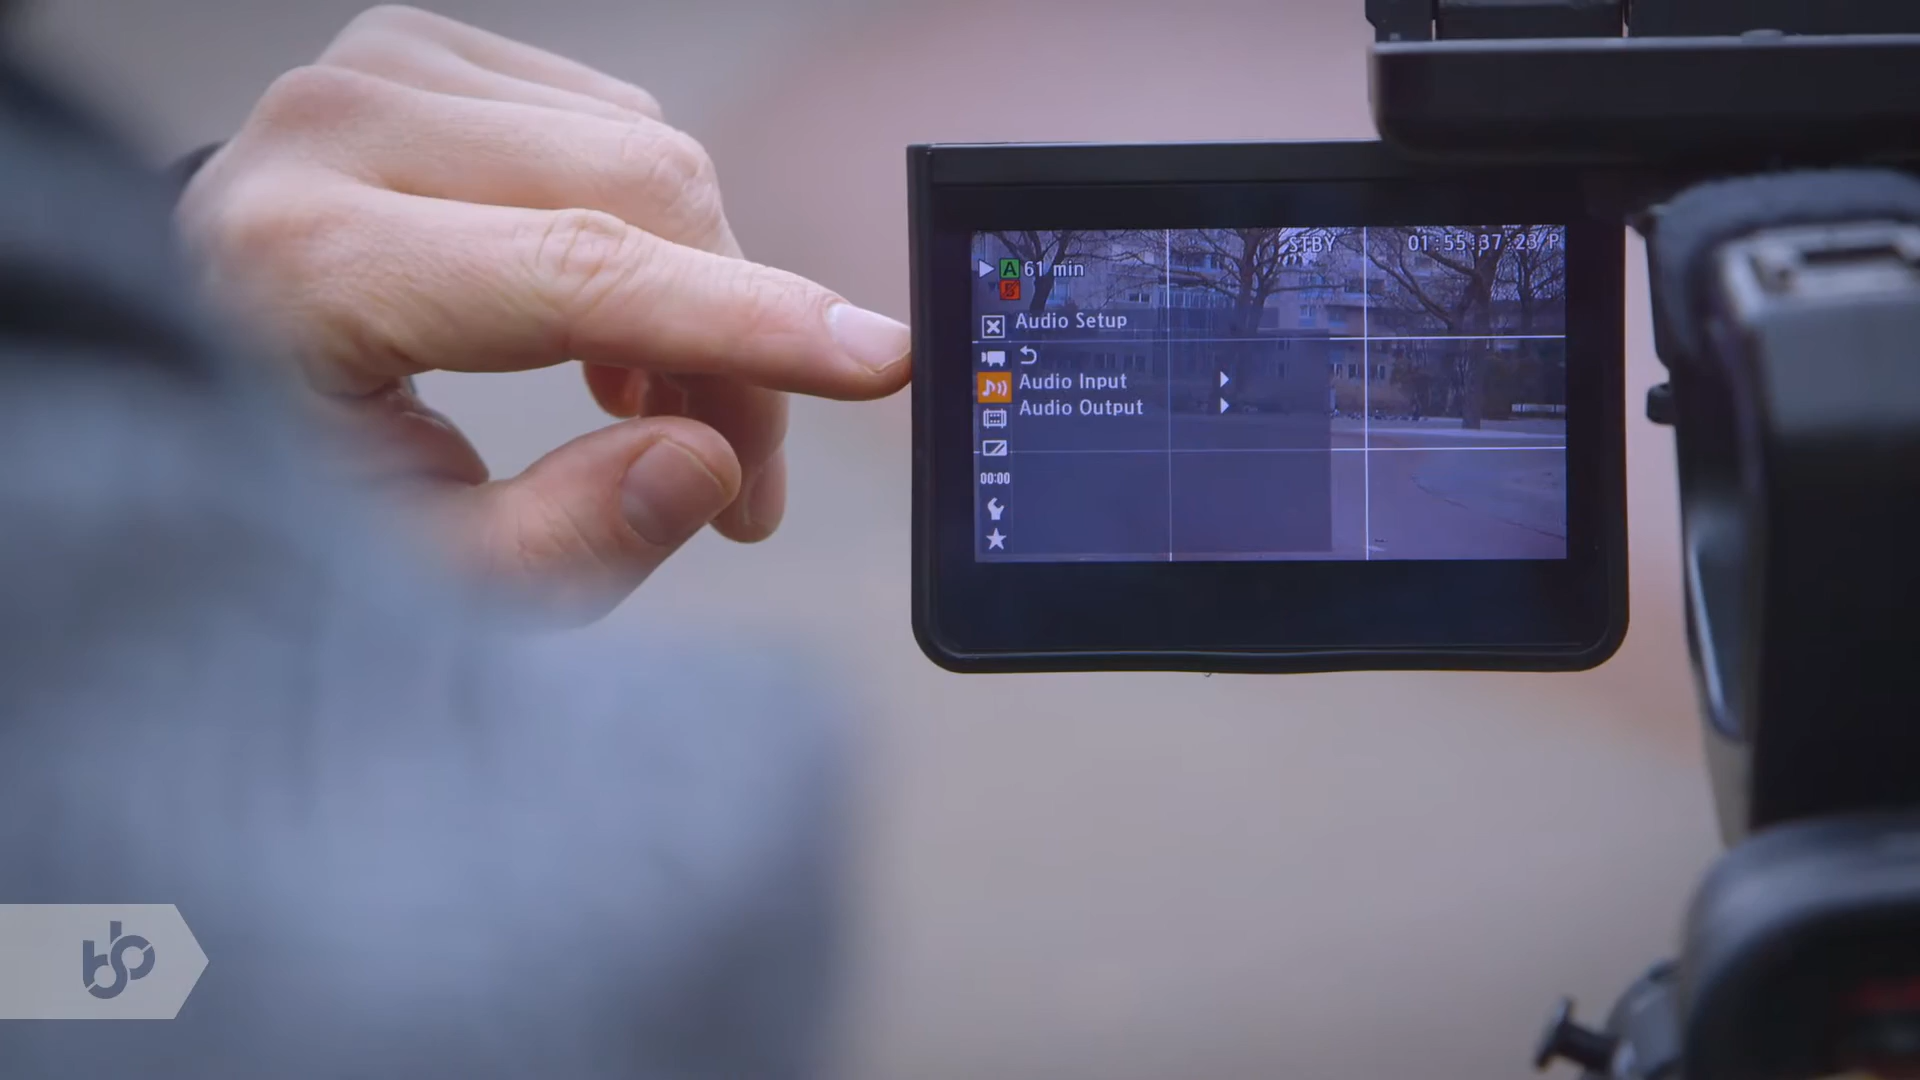 STBY 01:55:37:23 P
A 61 min
B
Audio Setup
Audio Input
Audio Output
00:00